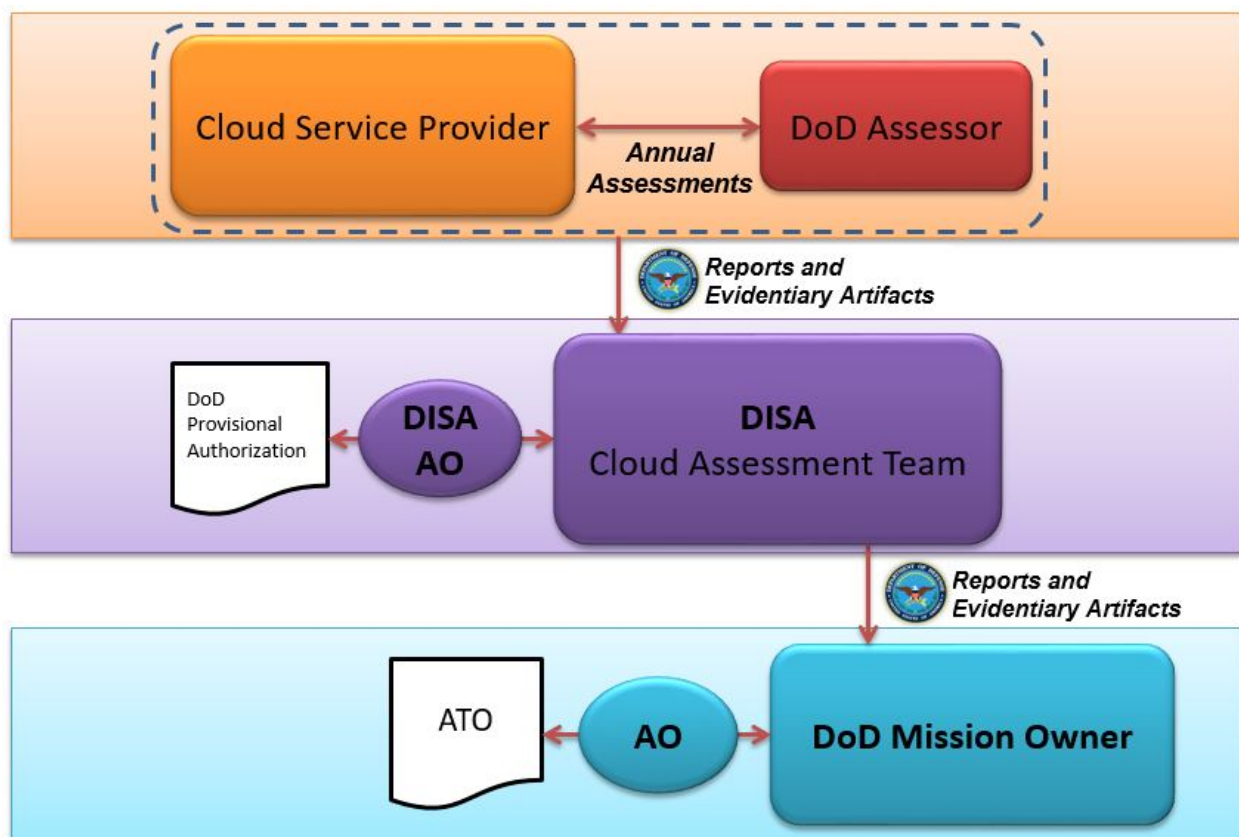 Cloud Service Provider
DoD Assessor
Annual
Assessments
Reports and
Evidentiary Artifacts
DoD
Provisional
Authorization
DISA
AO
DISA
Cloud Assessment Team
Reports and
Evidentiary Artifacts
ATO
AO
DoD Mission Owner